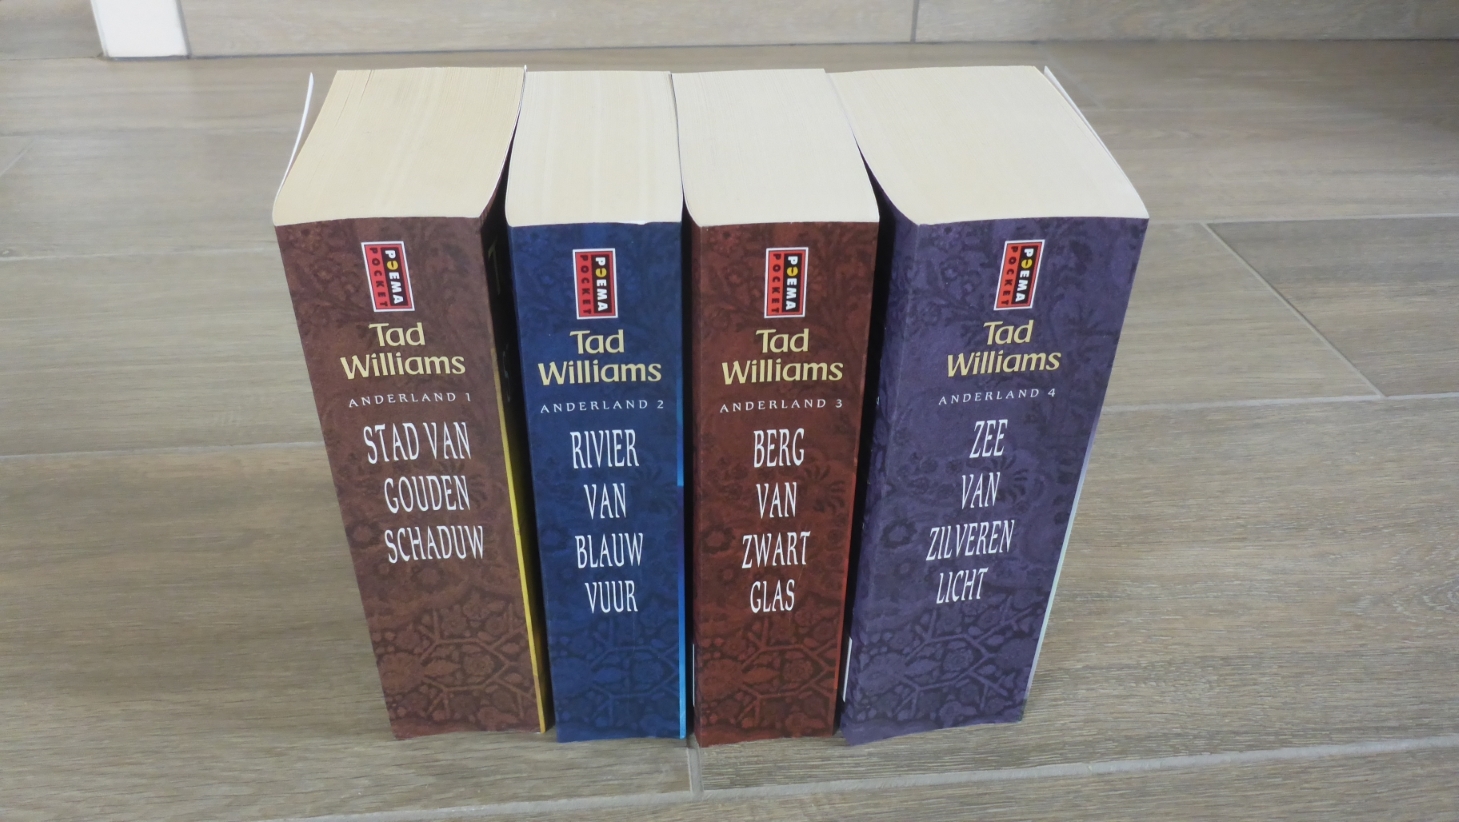 POEMA
POCKET
Tad
Williams
ANDERLAND 1
STAD VAN
GOUDEN
SCHADUW
POEMA
POCKET
Tad
Williams
ANDERLAND 2
RIVIER
VAN
BLAUW
VUUR
POEMA
POCKET
Tad
Williams
ANDERLAND 3
BERG
VAN
ZWART
GLAS
POEMA
POCKET
Tad
Williams
ANDERLAND 4
ZEE
VAN
ZILVEREN
LICHT